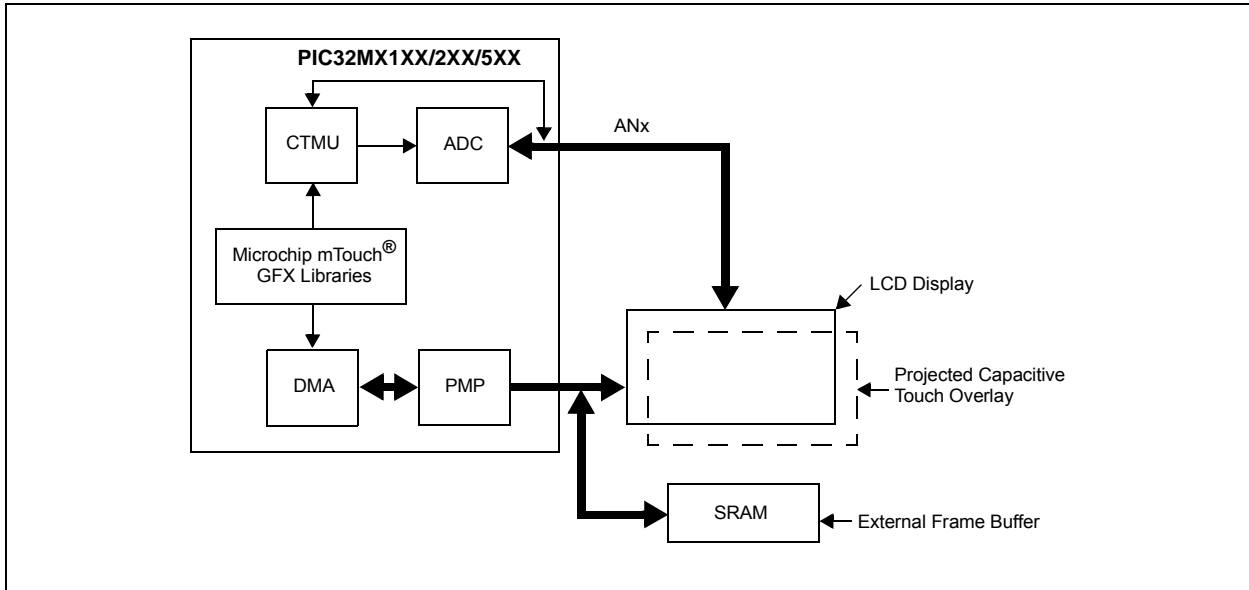 PIC32MX1XX/2XX/5XX
CTMU
ADC
ANx
Microchip mTouch®
GFX Libraries
LCD Display
DMA
PMP
Projected Capacitive
Touch Overlay
SRAM
External Frame Buffer